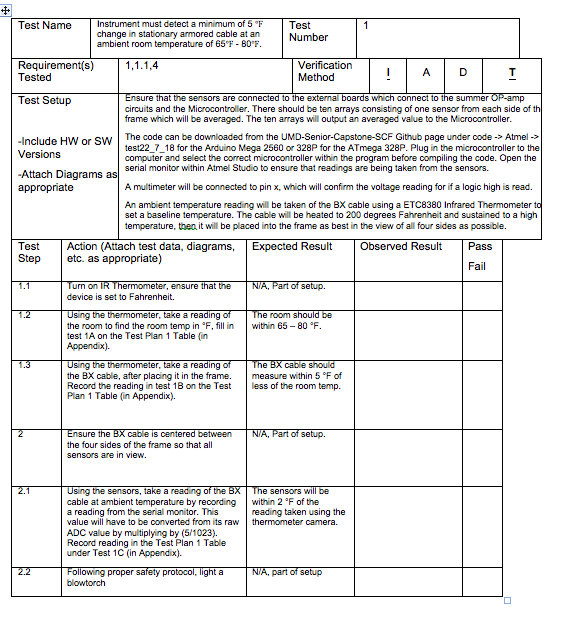 Test Name
Instrument must detect a minimum of 5 °F
change in stationary armored cable at an
ambient room temperature of 65°F - 80°F.
Test
Number
1
Requirement(s)
Tested
1,1.1,4
Verification
Method
I
A
D
T
Test Setup
-Include HW or SW
Versions
-Attach Diagrams as
appropriate
Ensure that the sensors are connected to the external boards which connect to the summer OP-amp
circuits and the Microcontroller. There should be ten arrays consisting of one sensor from each side of the
frame which will be averaged. The ten arrays will output an averaged value to the Microcontroller.
The code can be downloaded from the UMD-Senior-Capstone-SCF Github page under code -> Atmel ->
test22_7_18 for the Arduino Mega 2560 or 328P for the ATmega 328P. Plug in the microcontroller to the
computer and select the correct microcontroller within the program before compiling the code. Open the
serial monitor within Atmel Studio to ensure that readings are being taken from the sensors.
A multimeter will be connected to pin x, which will confirm the voltage reading for if a logic high is read.
An ambient temperature reading will be taken of the BX cable using a ETC8380 Infrared Thermometer to
set a baseline temperature. The cable will be heated to 200 degrees Fahrenheit and sustained to a high
temperature, then it will be placed into the frame as best in the view of all four sides as possible.
Test
Step
Action (Attach test data, diagrams,
etc. as appropriate)
Expected Result
Observed Result
Pass
Fail
1.1
Turn on IR Thermometer, ensure that the
device is set to Fahrenheit.
N/A, Part of setup.
1.2
Using the thermometer, take a reading of
the room to find the room temp in °F, fill in
test 1A on the Test Plan 1 Table (in
Appendix).
The room should be
within 65 – 80 °F.
1.3
Using the thermometer, take a reading of
the BX cable, after placing it in the frame.
Record the reading in test 1B on the Test
Plan 1 Table (in Appendix).
The BX cable should
measure within 5 °F of
less of the room temp.
2
Ensure the BX cable is centered between
the four sides of the frame so that all
sensors are in view.
N/A, Part of setup.
2.1
Using the sensors, take a reading of the BX
cable at ambient temperature by recording
a reading from the serial monitor. This
value will have to be converted from its raw
ADC value by multiplying by (5/1023).
Record reading in the Test Plan 1 Table
under Test 1C (in Appendix).
The sensors will be
within 2 °F of the
reading taken using the
thermometer camera.
2.2
Following proper safety protocol, light a
blowtorch
N/A, part of setup